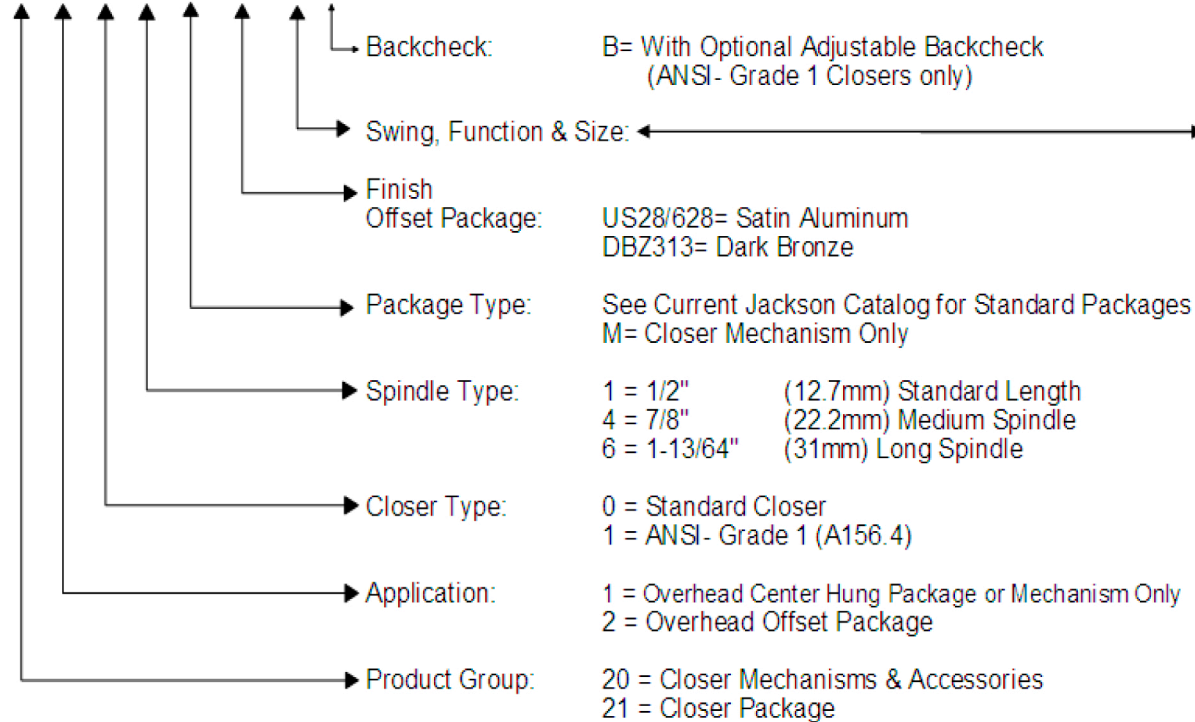 Backcheck: B= With Optional Adjustable Backcheck
(ANSI- Grade 1 Closers only)
Swing, Function & Size:
Finish
Offset Package: US28/628= Satin Aluminum
DBZ313= Dark Bronze
Package Type: See Current Jackson Catalog for Standard Packages
M= Closer Mechanism Only
Spindle Type: 1 = 1/2" (12.7mm) Standard Length
4 = 7/8" (22.2mm) Medium Spindle
6 = 1-13/64" (31mm) Long Spindle
Closer Type: 0 = Standard Closer
1 = ANSI- Grade 1 (A156.4)
Application: 1 = Overhead Center Hung Package or Mechanism Only
2 = Overhead Offset Package
Product Group: 20 = Closer Mechanisms & Accessories
21 = Closer Package